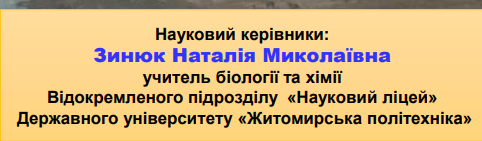 Науковий керівники:
Зинюк Наталія Миколаївна
учитель біології та хімії
Відокремленого підрозділу «Науковий ліцей»
Державного університету «Житомирська політехніка»